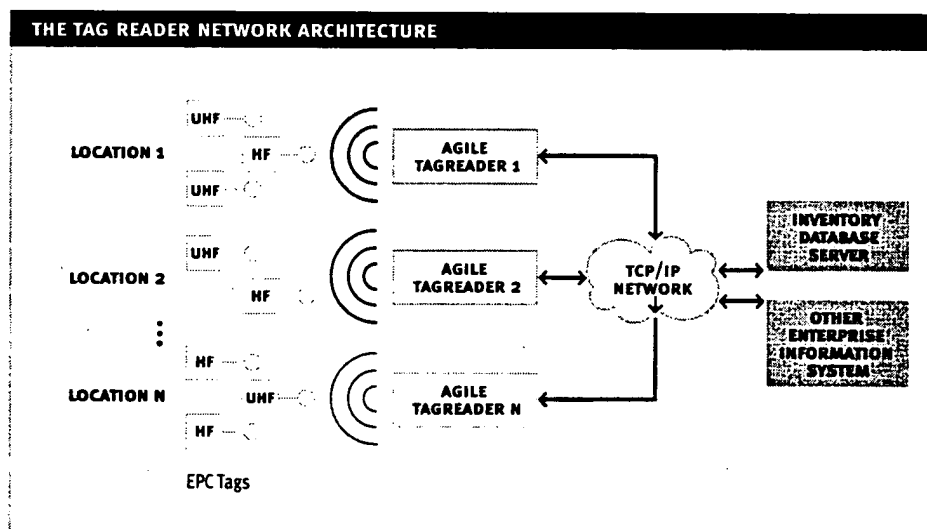 THE TAG READER NETWORK ARCHITECTURE
UHF
LOCATION 1
HF
AGILE
TAGREADER 1
UHF
INVENTORY
DATABASE
SERVER
UHF
LOCATION 2
HF
AGILE
TAGREADER 2
TCP/IP
NETWORK
OTHER
ENTERPRISE
INFORMATION
SYSTEM
HF
LOCATION N
UHF
AGILE
TAGREADER N
HF
EPC Tags